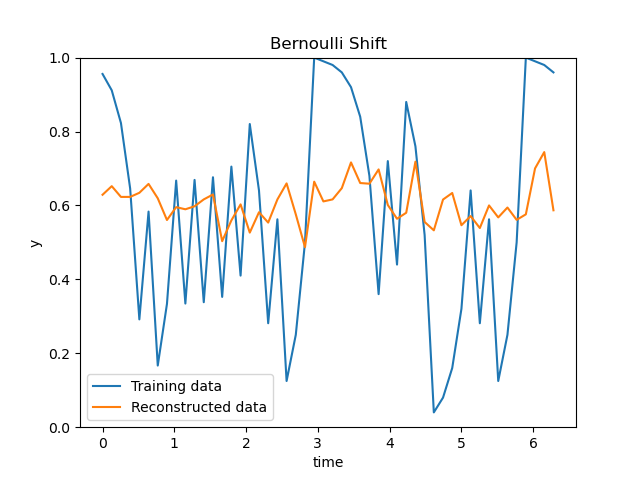 Bernoulli Shift
1.0
0.8
0.6
0.4
0.2
0.0
y
Training data
Reconstructed data
0 1 2 3 4 5 6
time